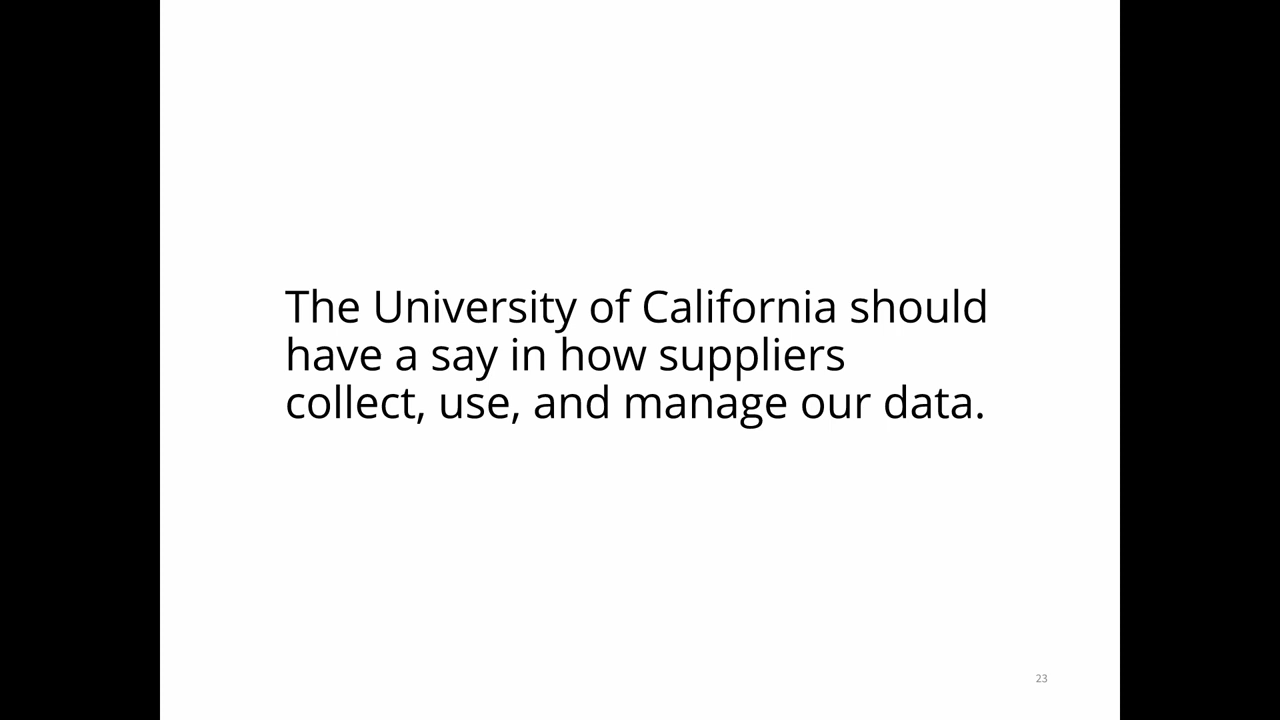 The University of California should
have a say in how suppliers
collect, use, and manage our data.
23